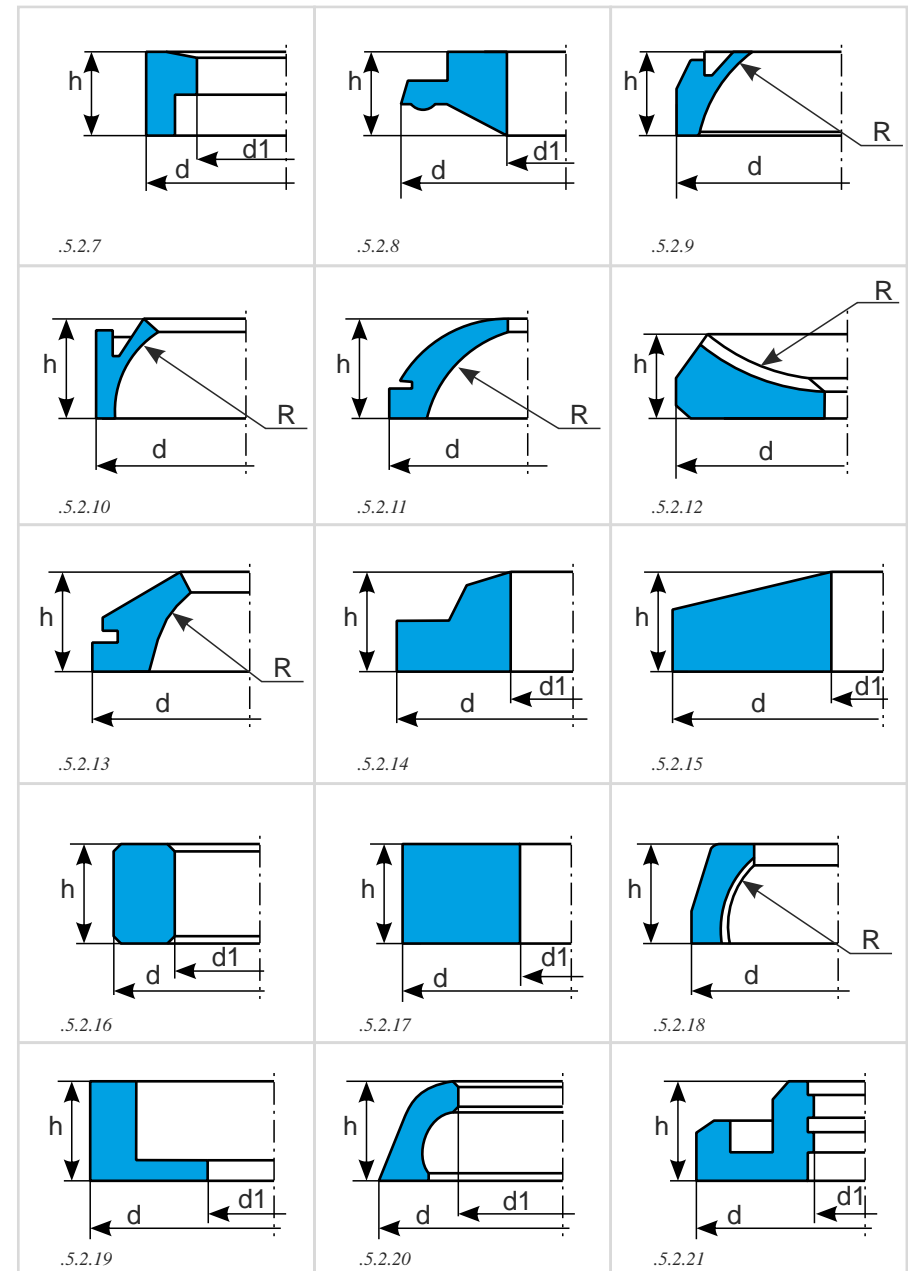 h d1 d
.5.2.7
h d1 d
.5.2.8
h R d
.5.2.9
h R d
.5.2.10
h R d
.5.2.11
R h d
.5.2.12
h R d
.5.2.13
h d1 d
.5.2.14
h d1 d
.5.2.15
h d1 d
.5.2.16
h d1 d
.5.2.17
h R d
.5.2.18
h d1 d
.5.2.19
h d1 d
.5.2.20
h d1 d
.5.2.21